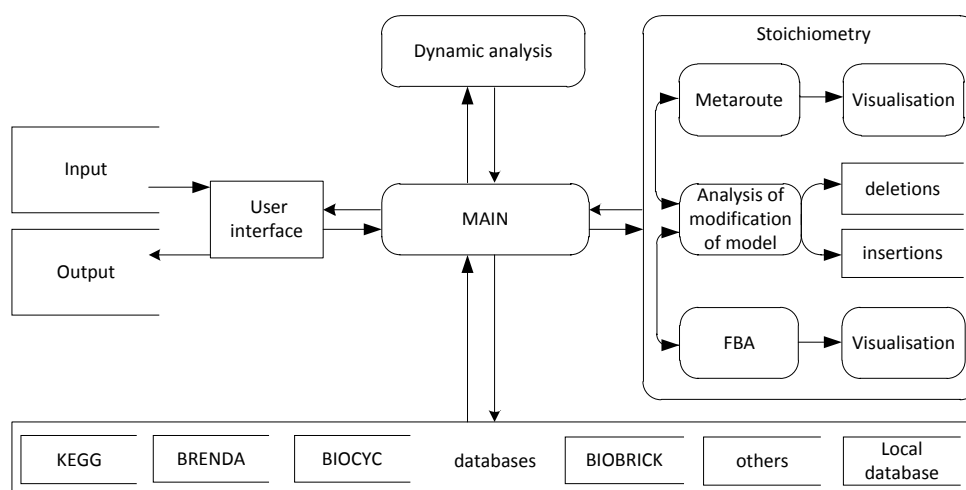 Dynamic analysis
Stoichiometry
Metaroute
Visualisation
Input
User
interface
MAIN
Analysis of
modification
of model
deletions
insertions
Output
FBA
Visualisation
KEGG
BRENDA
BIOCYC
databases
BIOBRICK
others
Local
database